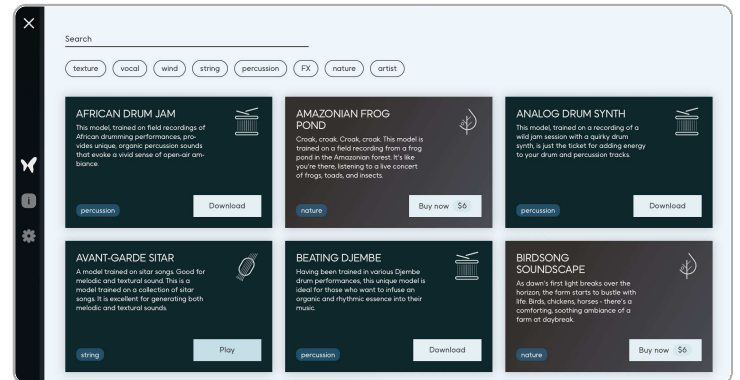 Search
texture vocal wind string percussion FX nature artist
AFRICAN DRUM JAM
This model, trained on field recordings of
African drumming performances, pro-
vides unique, organic percussion sounds
that evoke a vivid sense of open-air am-
biance.
percussion
Download
AMAZONIAN FROG
POND
Croak, croak. Croak, croak. This model is
trained on a field recording from a frog
pond in the Amazonian forest. It's like
you're there, listening to a live concert
of frogs, toads, and insects.
nature
Buy now $6
ANALOG DRUM SYNTH
This model, trained on a recording of a
wild jam session with a quirky drum
synth, is just the ticket for adding energy
to your drum and percussion tracks.
percussion
Download
AVANT-GARDE SITAR
A model trained on sitar songs. Good for
melodic and textural sound. This is a
model trained on a collection of sitar
songs. It is excellent for generating both
melodic and textural sounds.
string
Play
BEATING DJEMBE
Having been trained in various Djembe
drum performances, this unique model is
ideal for those who want to infuse an
organic and rhythmic essence into their
music.
percussion
Download
BIRDSONG
SOUNDSCAPE
As dawn's first light breaks over the
horizon, the farm starts to bustle with
life. Birds, chickens, horses - there's a
comforting, soothing ambiance of a
farm at daybreak.
nature
Buy now $6